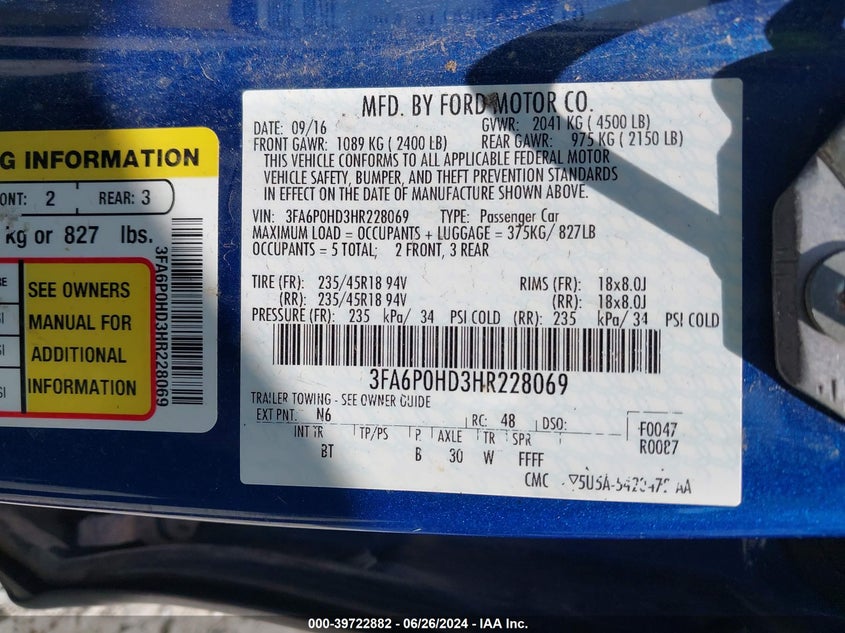 G INFORMATION
ONT: 2 REAR: 3
kg or 827 lbs.
RE
SI
SI
SI
SEE OWNERS
MANUAL FOR
ADDITIONAL
INFORMATION
3FA6P0HD3HR228069
MFD. BY FORD MOTOR CO.
DATE: 09/16 GVWR: 2041 KG ( 4500 LB)
FRONT GAWR: 1089 KG ( 2400 LB) REAR GAWR: 975 KG ( 2150 LB)
THIS VEHICLE CONFORMS TO ALL APPLICABLE FEDERAL MOTOR
VEHICLE SAFETY, BUMPER, AND THEFT PREVENTION STANDARDS
IN EFFECT ON THE DATE OF MANUFACTURE SHOWN ABOVE.
VIN: 3FA6P0HD3HR228069 TYPE: Passenger Car
MAXIMUM LOAD = OCCUPANTS + LUGGAGE = 375KG/ 827LB
OCCUPANTS = 5 TOTAL; 2 FRONT, 3 REAR
TIRE (FR): 235/45R18 94V RIMS (FR): 18x8.0J
(RR): 235/45R18 94V (RR): 18x8.0J
PRESSURE (FR): 235 kPa/ 34 PSI COLD (RR): 235 kPa/ 34 PSI COLD
3FA6P0HD3HR228069
TRAILER TOWING - SEE OWNER GUIDE
EXT PNT: N6 RC: 48 DSO: F0047
INT TR TP/PS R AXLE TR SPR R0087
BT B 30 W FFFF
CMC
000-39722882 / 06/26/2024 - IAA Inc.